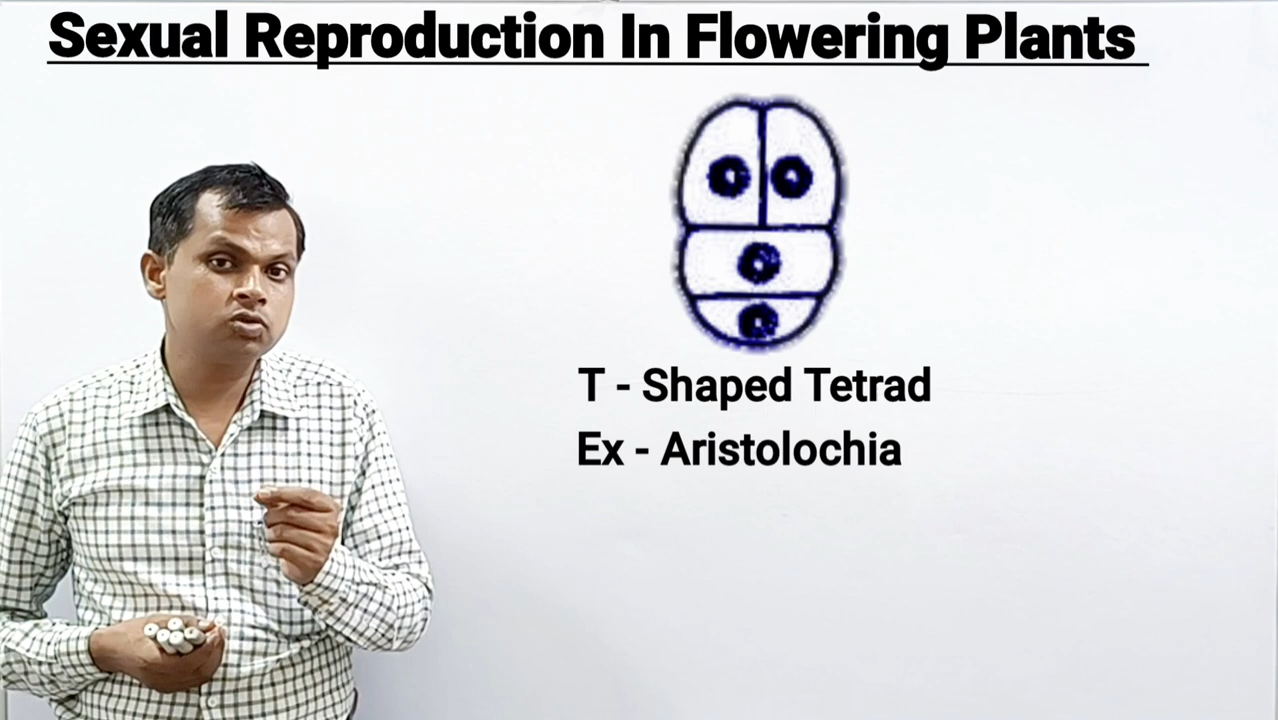 Sexual Reproduction In Flowering Plants
T - Shaped Tetrad
Ex - Aristolochia